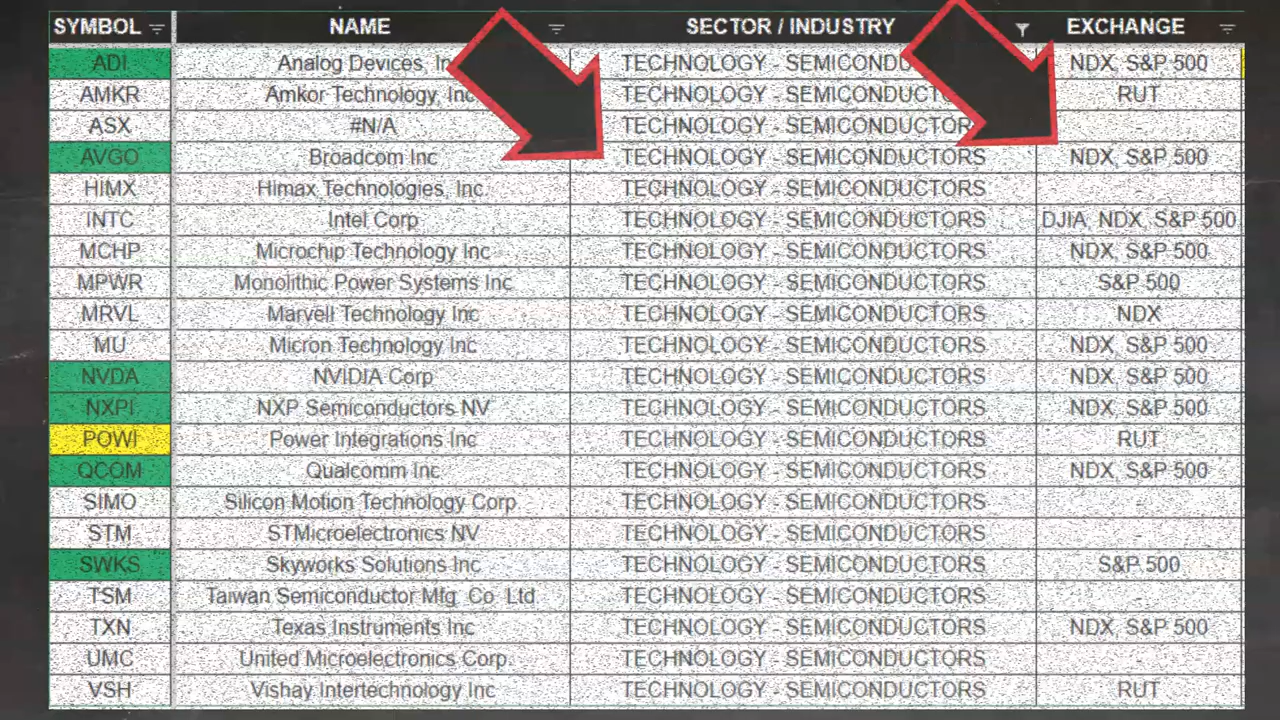 SYMBOL NAME SECTOR / INDUSTRY EXCHANGE
ADI Analog Devices, TECHNOLOGY - NDX, S&P 500
AMKR Amkor Technology, Inc TECHNOLOGY - RUT
ASX #N/A TECHNOLOGY - SEMICONDUCTORS -
AVGO Broadcom Inc TECHNOLOGY - SEMICONDUCTORS NDX, S&P 500
HIMX Himax Technologies, Inc TECHNOLOGY - SEMICONDUCTORS -
INTC Intel Corp TECHNOLOGY - SEMICONDUCTORS DJIA, NDX, S&P 500
MCHP Microchip Technology Inc TECHNOLOGY - SEMICONDUCTORS NDX, S&P 500
MPWR Monolithic Power Systems Inc TECHNOLOGY - SEMICONDUCTORS S&P 500
MRVL Marvell Technology Inc TECHNOLOGY - SEMICONDUCTORS NDX
MU Micron Technology Inc TECHNOLOGY - SEMICONDUCTORS NDX, S&P 500
NVDA NVIDIA Corp TECHNOLOGY - SEMICONDUCTORS NDX, S&P 500
NXPI NXP Semiconductors NV TECHNOLOGY - SEMICONDUCTORS NDX, S&P 500
POWI Power Integrations Inc TECHNOLOGY - SEMICONDUCTORS RUT
QCOM Qualcomm Inc TECHNOLOGY - SEMICONDUCTORS NDX, S&P 500
SIMO Silicon Motion Technology Corp TECHNOLOGY - SEMICONDUCTORS -
STM STMicroelectronics NV TECHNOLOGY - SEMICONDUCTORS -
SWKS Skyworks Solutions Inc TECHNOLOGY - SEMICONDUCTORS S&P 500
TSM Taiwan Semiconductor Mfg. Co. Ltd. TECHNOLOGY - SEMICONDUCTORS -
TXN Texas Instruments Inc TECHNOLOGY - SEMICONDUCTORS NDX, S&P 500
UMC United Microelectronics Corp. TECHNOLOGY - SEMICONDUCTORS -
VSH Vishay Intertechnology Inc TECHNOLOGY - SEMICONDUCTORS RUT